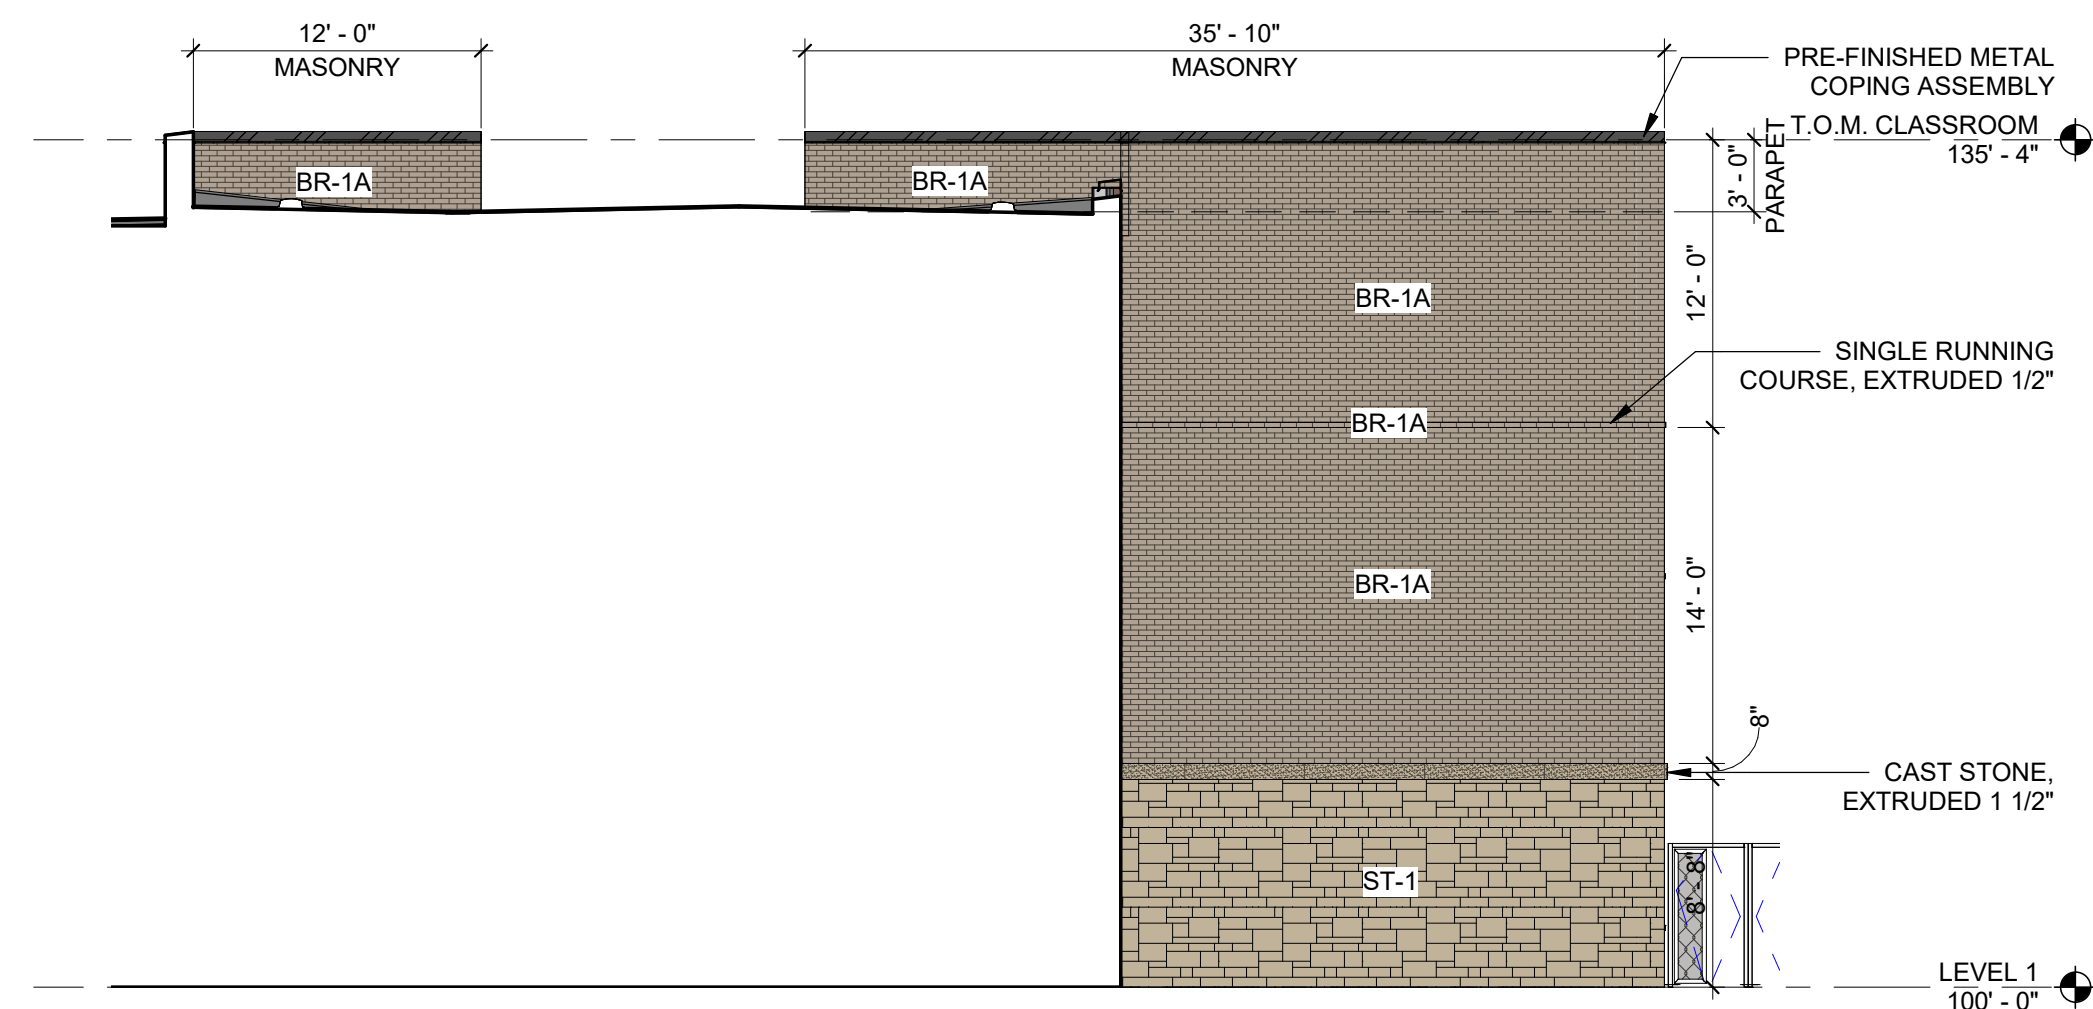 12' - 0"
MASONRY
35' - 10"
MASONRY
PRE-FINISHED METAL
COPING ASSEMBLY
T.O.M. CLASSROOM
135' - 4"
3' - 0"
PARAPET
BR-1A
BR-1A
12' - 0"
BR-1A
SINGLE RUNNING
COURSE, EXTRUDED 1/2"
BR-1A
14' - 0"
BR-1A
8"
CAST STONE,
EXTRUDED 1 1/2"
ST-1
8' - 8"
LEVEL 1
100' - 0"